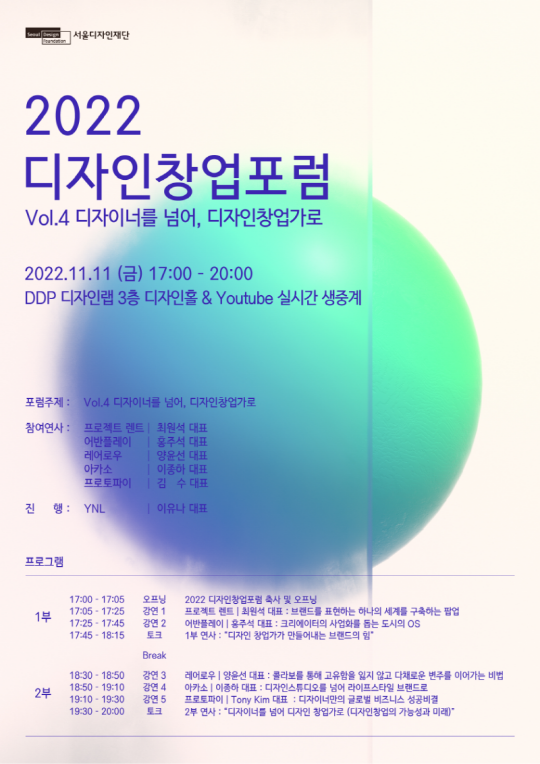 Seoul Design Foundation 서울디자인재단
2022
디자인창업포럼
Vol.4 디자이너를 넘어, 디자인창업가로
2022.11.11 (금) 17:00 - 20:00
DDP 디자인랩 3층 디자인홀 & Youtube 실시간 생중계
포럼주제 : Vol.4 디자이너를 넘어, 디자인창업가로
참여연사 : 프로젝트 렌트 | 최원석 대표
어반플레이 | 홍주석 대표
레어로우 | 양윤선 대표
아카소 | 이종하 대표
프로토파이 | 김 수 대표
진 행 : YNL | 이유나 대표
프로그램
1부
17:00 - 17:05 오프닝 2022 디자인창업포럼 축사 및 오프닝
17:05 - 17:25 강연 1 프로젝트 렌트 | 최원석 대표 : 브랜드를 표현하는 하나의 세계를 구축하는 팝업
17:25 - 17:45 강연 2 어반플레이 | 홍주석 대표 : 크리에이터의 사업화를 돕는 도시의 OS
17:45 - 18:15 토크 1부 연사 : "디자인 창업가가 만들어내는 브랜드의 힘"
Break
2부
18:30 - 18:50 강연 3 레어로우 | 양윤선 대표 : 콜라보를 통해 고유함을 잃지 않고 다채로운 변주를 이어가는 비법
18:50 - 19:10 강연 4 아카소 | 이종하 대표 : 디자인스튜디오를 넘어 라이프스타일 브랜드로
19:10 - 19:30 강연 5 프로토파이 | Tony Kim 대표 : 디자이너만의 글로벌 비즈니스 성공비결
19:30 - 20:00 토크 2부 연사 : "디자이너를 넘어 디자인 창업가로 (디자인창업의 가능성과 미래)"